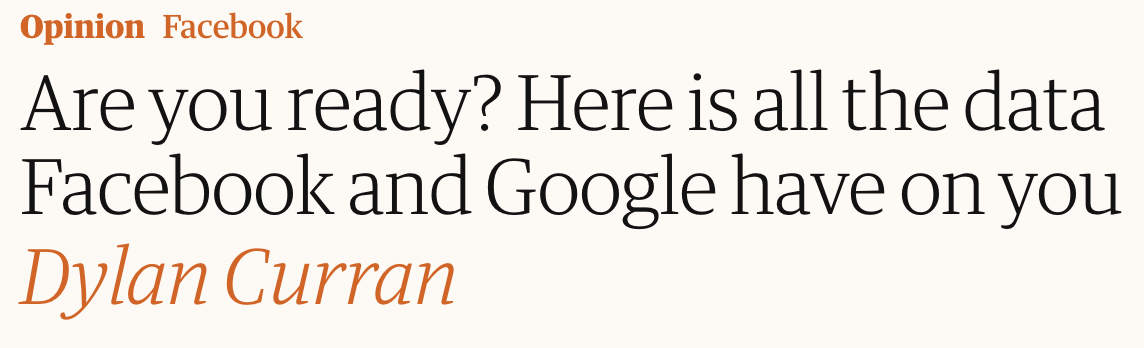 Opinion Facebook
Are you ready? Here is all the data
Facebook and Google have on you
Dylan Curran